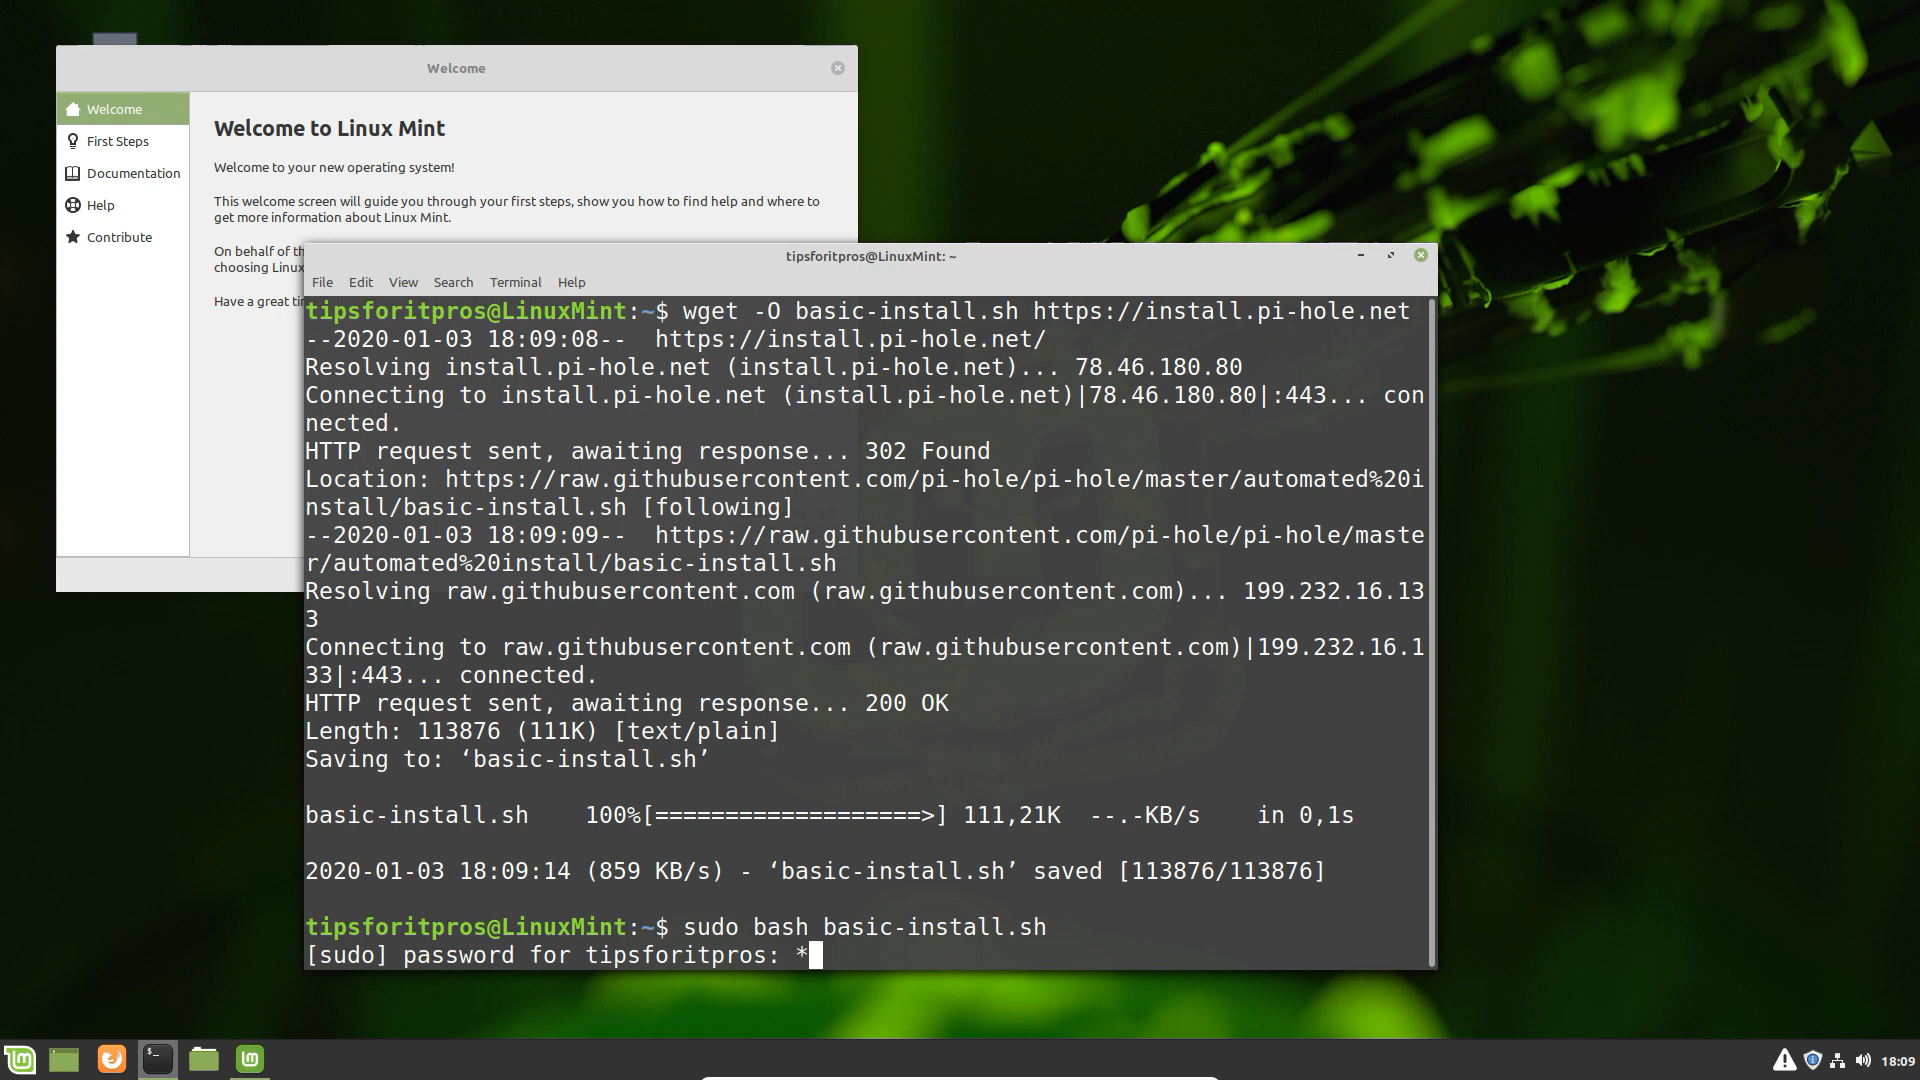 Welcome
Welcome
First Steps
Documentation
Help
Contribute
Welcome to Linux Mint
Welcome to your new operating system!
This welcome screen will guide you through your first steps, show you how to find help and where to
get more information about Linux Mint.
On behalf of th
choosing Linux
Have a great ti
tipsforitpros@LinuxMint: ~
File Edit View Search Terminal Help
tipsforitpros@LinuxMint:~$ wget -O basic-install.sh https://install.pi-hole.net
--2020-01-03 18:09:08--  https://install.pi-hole.net/
Resolving install.pi-hole.net (install.pi-hole.net)... 78.46.180.80
Connecting to install.pi-hole.net (install.pi-hole.net)|78.46.180.80|:443... con
nected.
HTTP request sent, awaiting response... 302 Found
Location: https://raw.githubusercontent.com/pi-hole/pi-hole/master/automated%20i
nstall/basic-install.sh [following]
--2020-01-03 18:09:09--  https://raw.githubusercontent.com/pi-hole/pi-hole/maste
r/automated%20install/basic-install.sh
Resolving raw.githubusercontent.com (raw.githubusercontent.com)... 199.232.16.13
3
Connecting to raw.githubusercontent.com (raw.githubusercontent.com)|199.232.16.1
33|:443... connected.
HTTP request sent, awaiting response... 200 OK
Length: 113876 (111K) [text/plain]
Saving to: ‘basic-install.sh’
basic-install.sh    100%[===================>] 111,21K  --.-KB/s    in 0,1s
2020-01-03 18:09:14 (859 KB/s) - ‘basic-install.sh’ saved [113876/113876]
tipsforitpros@LinuxMint:~$ sudo bash basic-install.sh
[sudo] password for tipsforitpros: *
18:09